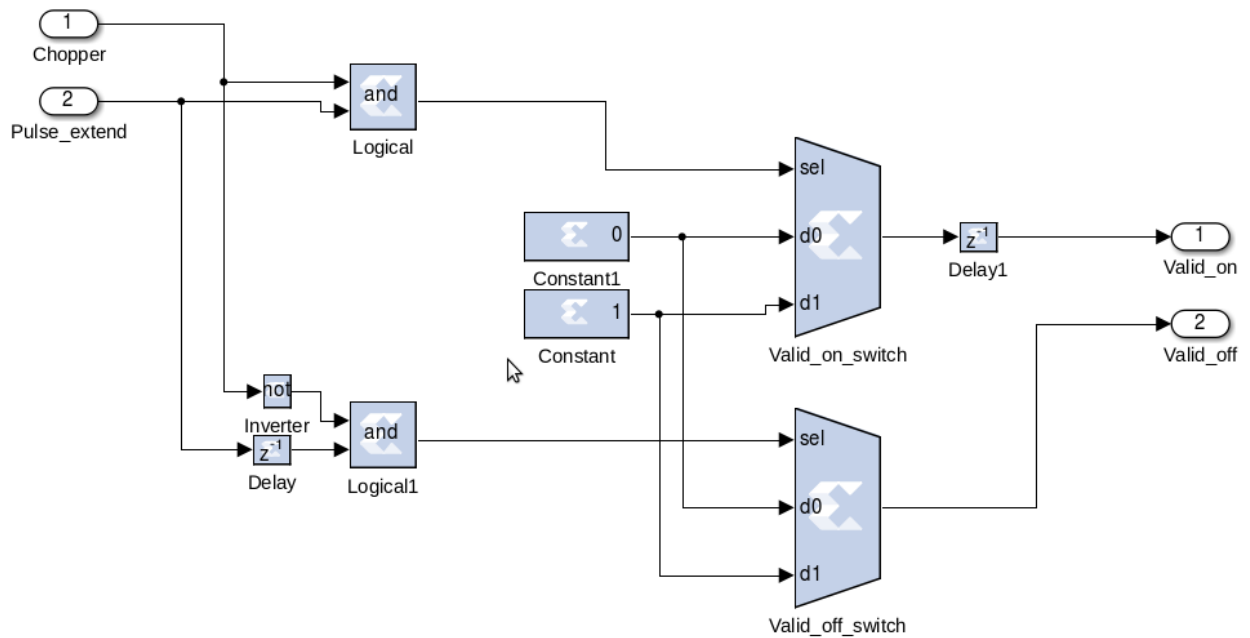 1
Chopper
2
Pulse_extend
and
Logical
sel
0
d0
z⁻¹
1
Constant1
Delay1
Valid_on
1
d1
2
Constant
Valid_on_switch
Valid_off
not
Inverter
and
sel
z⁻¹
Delay
Logical1
d0
d1
Valid_off_switch